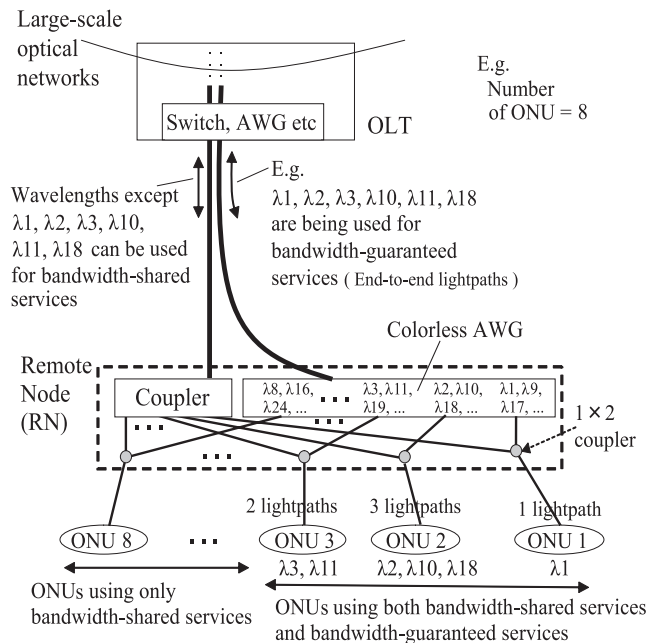 Large-scale
optical
networks
E.g.
Number
of ONU = 8
Switch, AWG etc
OLT
Wavelengths except
λ1, λ2, λ3, λ10,
λ11, λ18 can be used
for bandwidth-shared
services
E.g.
λ1, λ2, λ3, λ10, λ11, λ18
are being used for
bandwidth-guaranteed
services ( End-to-end lightpaths )
Colorless AWG
Remote
Node
(RN)
Coupler
λ8, λ16,
λ24, ...
λ3, λ11,
λ19, ...
λ2, λ10,
λ18, ...
λ1, λ9,
λ17, ...
1 × 2
coupler
2 lightpaths
3 lightpaths
1 lightpath
ONU 8
ONU 3
ONU 2
ONU 1
λ3, λ11
λ2, λ10, λ18
λ1
ONUs using only
bandwidth-shared services
ONUs using both bandwidth-shared services
and bandwidth-guaranteed services